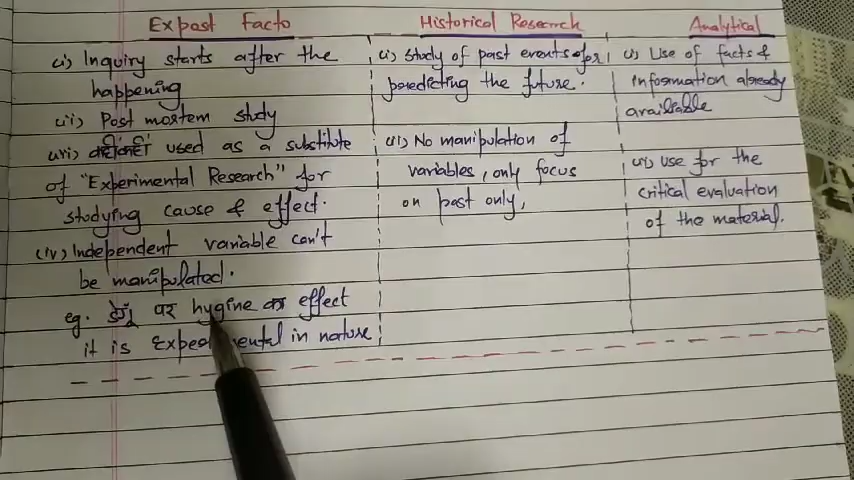 Expost Facto
(i) Inquiry starts after the
happening
(ii) Post mortem study
(iii) used as a substitute
of "Experimental Research" for
studying cause & effect.
(iv) Independent variable can't
be manipulated.
eg. डेंगू पर hygine का effect
it is in nature
Historical Research
(i) Study of past events for
predicting the future.
(ii) No manipulation of
variables, only focus
on past only,
Analytical
(i) Use of facts &
information already
available
(ii) use for the
critical evaluation
of the material.